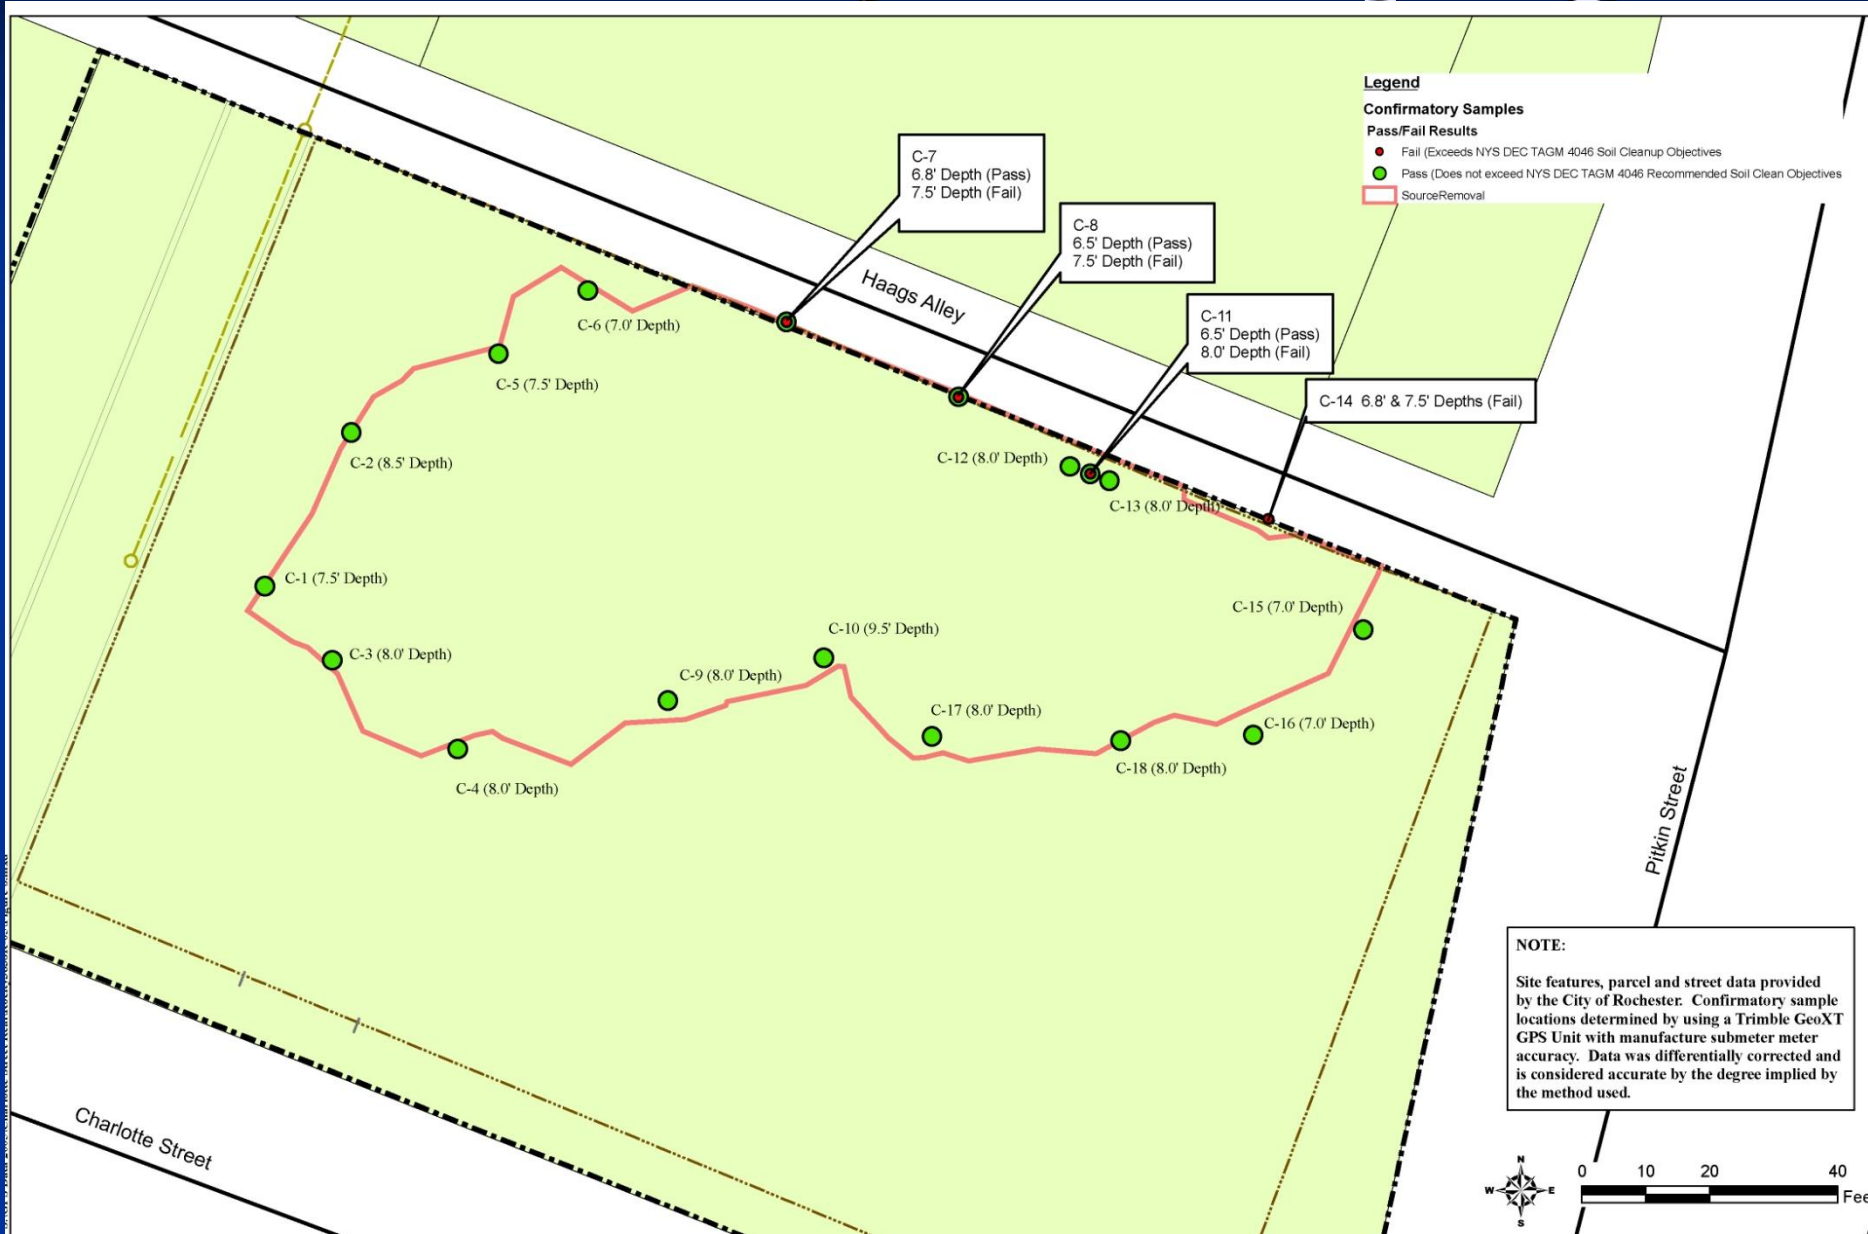 Legend
Confirmatory Samples
Pass/Fail Results
Fail (Exceeds NYS DEC TAGM 4046 Soil Cleanup Objectives
Pass (Does not exceed NYS DEC TAGM 4046 Recommended Soil Clean Objectives
SourceRemoval
C-7
6.8' Depth (Pass)
7.5' Depth (Fail)
C-8
6.5' Depth (Pass)
7.5' Depth (Fail)
Haags Alley
C-11
6.5' Depth (Pass)
8.0' Depth (Fail)
C-14 6.8' & 7.5' Depths (Fail)
C-6 (7.0' Depth)
C-5 (7.5' Depth)
C-2 (8.5' Depth)
C-12 (8.0' Depth)
C-13 (8.0' Depth)
C-1 (7.5' Depth)
C-15 (7.0' Depth)
C-10 (9.5' Depth)
C-3 (8.0' Depth)
C-9 (8.0' Depth)
C-17 (8.0' Depth)
C-16 (7.0' Depth)
C-18 (8.0' Depth)
C-4 (8.0' Depth)
Pitkin Street
NOTE:
Site features, parcel and street data provided
by the City of Rochester. Confirmatory sample
locations determined by using a Trimble GeoXT
GPS Unit with manufacture submeter meter
accuracy. Data was differentially corrected and
is considered accurate by the degree implied by
the method used.
Charlotte Street
N
W E
S
0 10 20 40
Fee